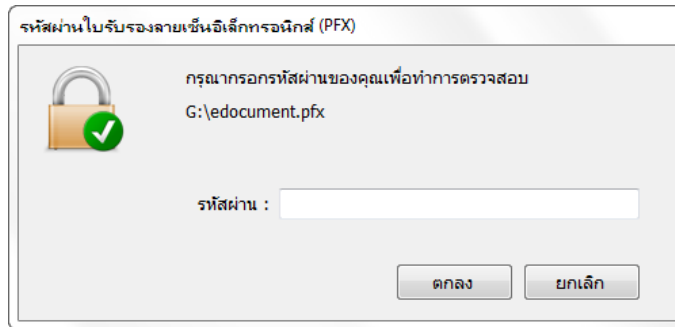 รหัสผ่านใบรับรองลายเซ็นอิเล็กทรอนิกส์ (PFX)
กรุณากรอกรหัสผ่านของคุณเพื่อทำการตรวจสอบ
G:\edocument.pfx
รหัสผ่าน :
ตกลง ยกเลิก